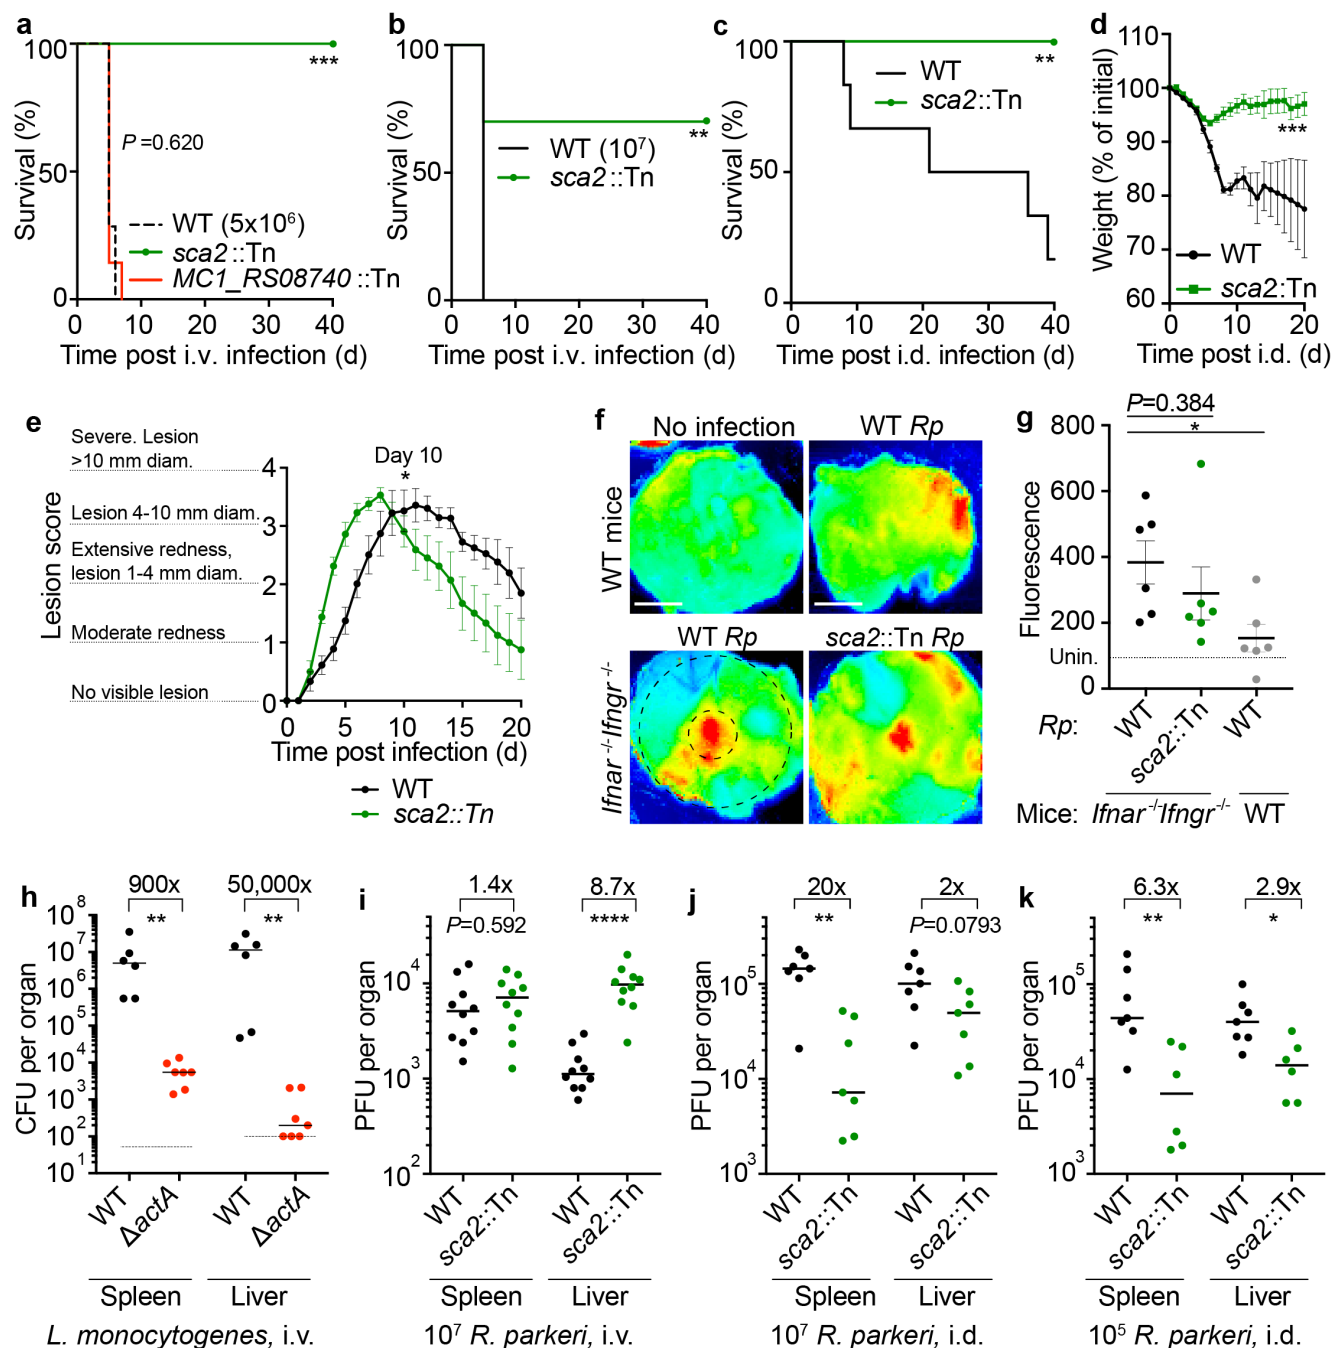 a
100
50
0
Survival (%)
***
P =0.620
WT (5x10⁶)
sca2::Tn
MC1_RS08740::Tn
0 10 20 30 40
Time post i.v. infection (d)
b
100
50
0
Survival (%)
**
WT (10⁷)
sca2::Tn
0 10 20 30 40
Time post i.v. infection (d)
c
100
50
0
Survival (%)
WT
sca2::Tn
**
0 10 20 30 40
Time post i.d. infection (d)
d
110
100
90
80
70
60
Weight (% of initial)
***
WT
sca2:Tn
0 10 20
Time post i.d. (d)
e
Severe. Lesion
>10 mm diam.
Lesion 4-10 mm diam.
Extensive redness,
lesion 1-4 mm diam.
Moderate redness
No visible lesion
Lesion score
4
3
2
1
0
Day 10
*
0 5 10 15 20
Time post infection (d)
WT
sca2::Tn
f
No infection
WT Rp
WT mice
WT Rp
sca2::Tn Rp
Ifnar-/-Ifngr-/-
g
P=0.384
*
800
600
400
200
0
Fluorescence
Unin.
Rp:
WT
sca2::Tn
WT
Mice: Ifnar-/-Ifngr-/- WT
h
900x 50,000x
** **
10⁸
10⁷
10⁶
10⁵
10⁴
10³
10²
10¹
CFU per organ
WT
ΔactA
WT
ΔactA
Spleen Liver
L. monocytogenes, i.v.
i
1.4x 8.7x
P=0.592 ****
10⁴
10³
10²
PFU per organ
WT
sca2::Tn
WT
sca2::Tn
Spleen Liver
10⁷ R. parkeri, i.v.
j
20x 2x
** P=0.0793
10⁵
10⁴
10³
PFU per organ
WT
sca2::Tn
WT
sca2::Tn
Spleen Liver
10⁷ R. parkeri, i.d.
k
6.3x 2.9x
** *
10⁵
10⁴
10³
PFU per organ
WT
sca2::Tn
WT
sca2::Tn
Spleen Liver
10⁵ R. parkeri, i.d.